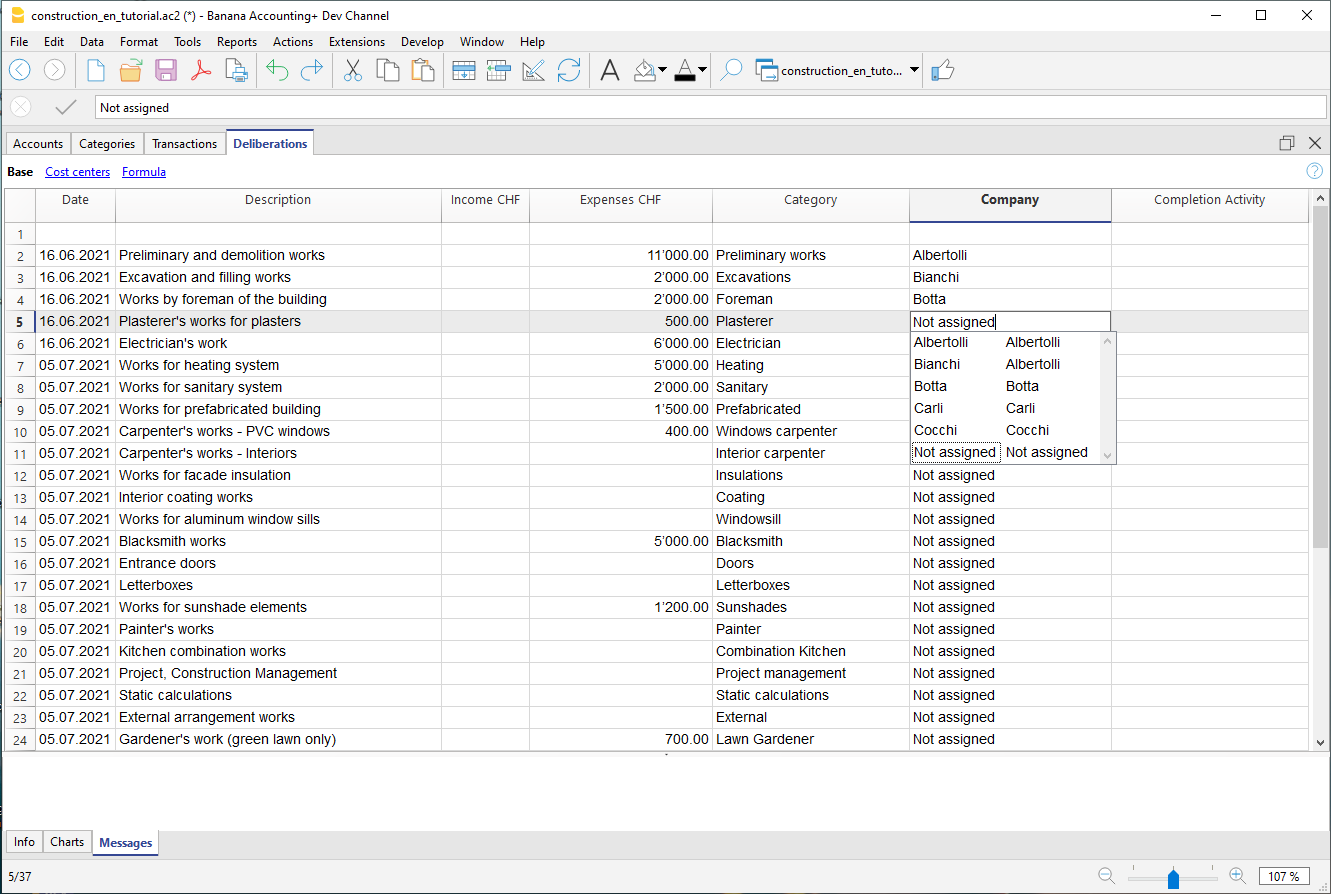 construction_en_tutorial.ac2 (*) - Banana Accounting+ Dev Channel
File Edit Data Format Tools Reports Actions Extensions Develop Window Help
construction_en_tuto...
Not assigned
Accounts Categories Transactions Deliberations
Base Cost centers Formula
Date Description Income CHF Expenses CHF Category Company Completion Activity
1
2 16.06.2021 Preliminary and demolition works 11'000.00 Preliminary works Albertolli
3 16.06.2021 Excavation and filling works 2'000.00 Excavations Bianchi
4 16.06.2021 Works by foreman of the building 2'000.00 Foreman Botta
5 16.06.2021 Plasterer's works for plasters 500.00 Plasterer Not assigned
6 16.06.2021 Electrician's work 6'000.00 Electrician Albertolli Albertolli
7 05.07.2021 Works for heating system 5'000.00 Heating Bianchi Albertolli
8 05.07.2021 Works for sanitary system 2'000.00 Sanitary Botta Botta
9 05.07.2021 Works for prefabricated building 1'500.00 Prefabricated Carli Carli
10 05.07.2021 Carpenter's works - PVC windows 400.00 Windows carpenter Cocchi Cocchi
11 05.07.2021 Carpenter's works - Interiors Interior carpenter Not assigned Not assigned
12 05.07.2021 Works for facade insulation Insulations Not assigned
13 05.07.2021 Interior coating works Coating Not assigned
14 05.07.2021 Works for aluminum window sills Windowsill Not assigned
15 05.07.2021 Blacksmith works 5'000.00 Blacksmith Not assigned
16 05.07.2021 Entrance doors Doors Not assigned
17 05.07.2021 Letterboxes Letterboxes Not assigned
18 05.07.2021 Works for sunshade elements 1'200.00 Sunshades Not assigned
19 05.07.2021 Painter's works Painter Not assigned
20 05.07.2021 Kitchen combination works Combination Kitchen Not assigned
21 05.07.2021 Project, Construction Management Project management Not assigned
22 05.07.2021 Static calculations Static calculations Not assigned
23 05.07.2021 External arrangement works External Not assigned
24 05.07.2021 Gardener's work (green lawn only) 700.00 Lawn Gardener Not assigned
Info Charts Messages
5/37 107 %